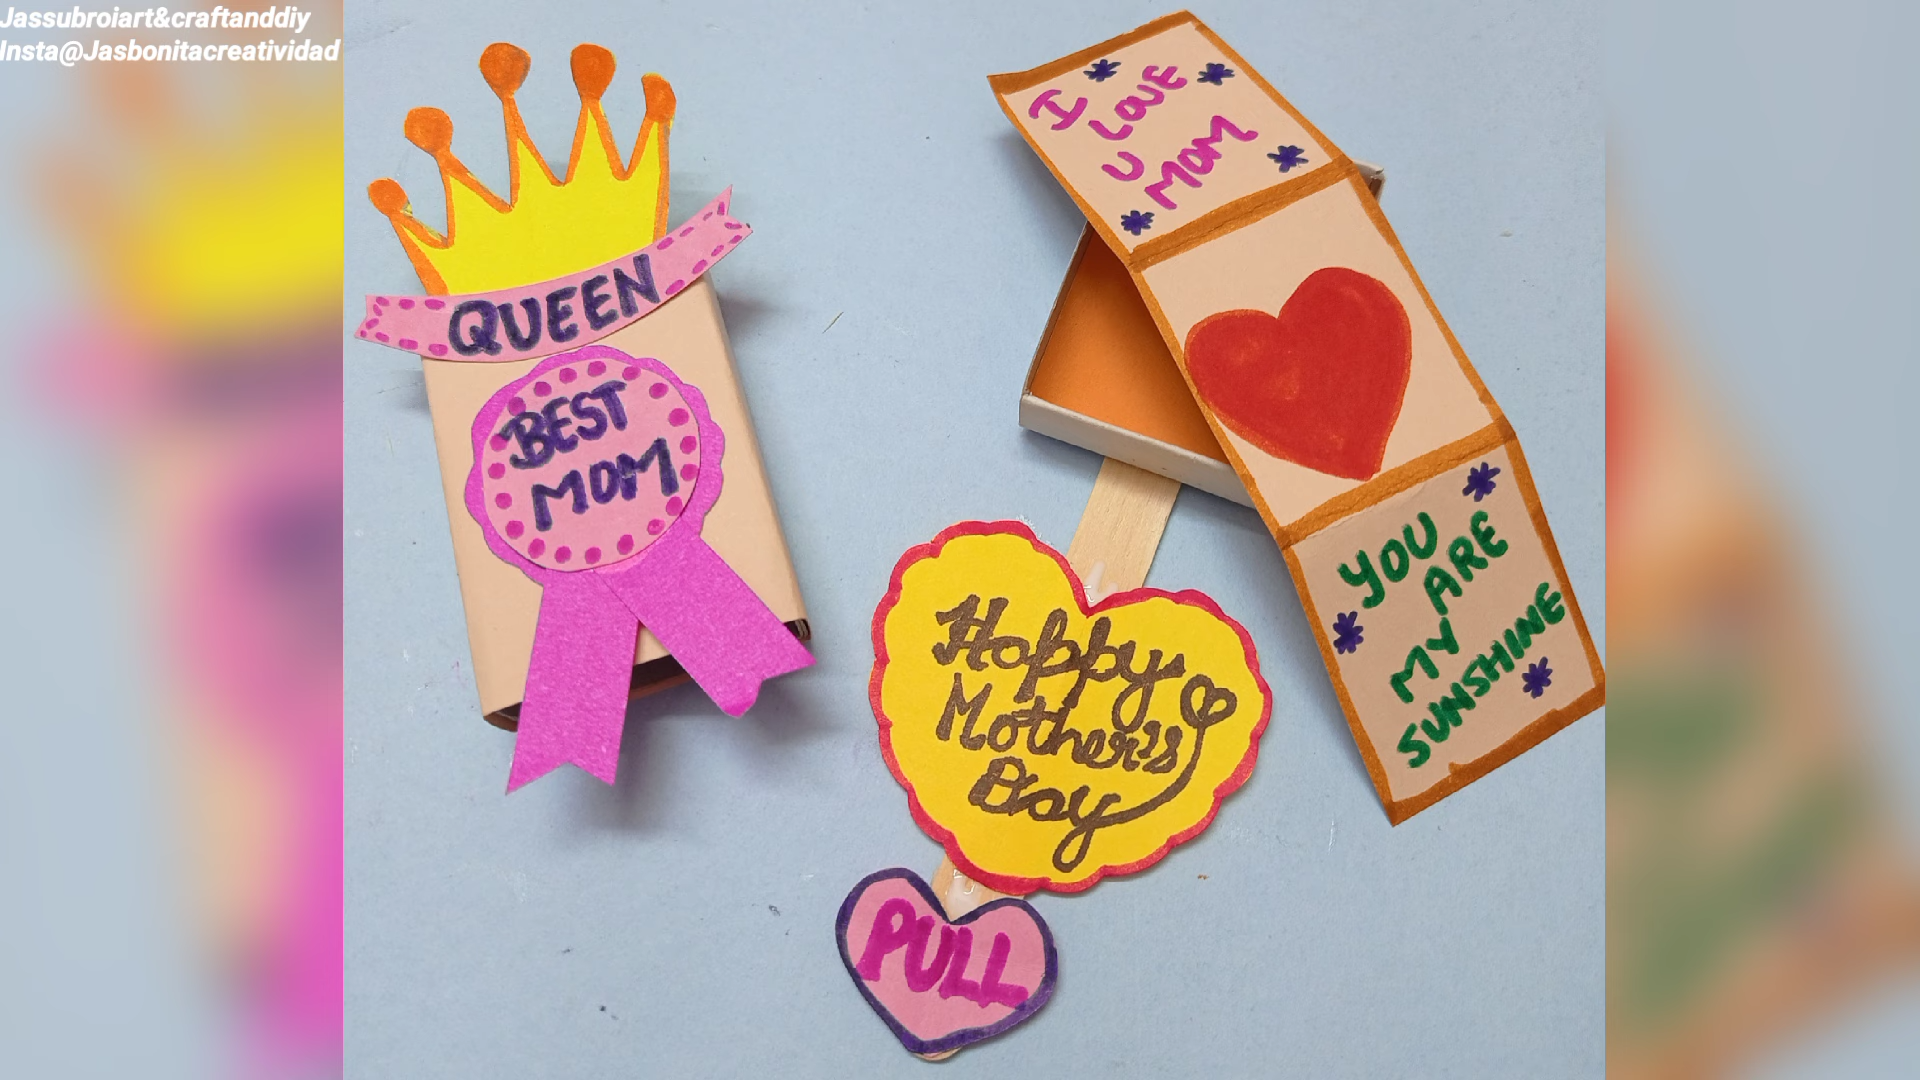 Jassubroiart&craftanddiy
Insta@Jasbonitacreatividad
QUEEN
BEST
MOM
I
LOVE
U
MOM
YOU
ARE
MY
SUNSHINE
Happy
Mother's
Day
PULL